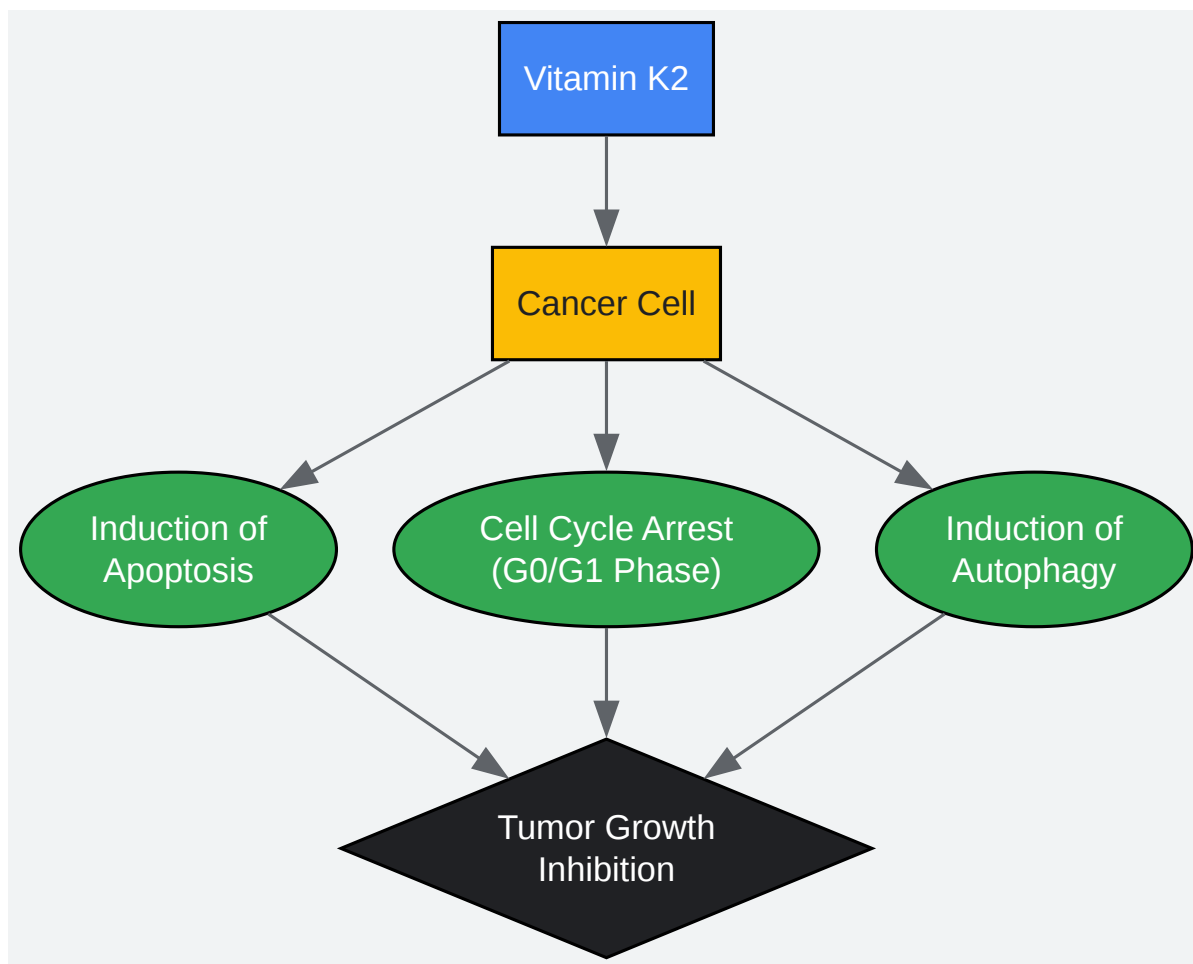 Vitamin K2
Cancer Cell
Induction of
Apoptosis
Cell Cycle Arrest
(G0/G1 Phase)
Induction of
Autophagy
Tumor Growth
Inhibition